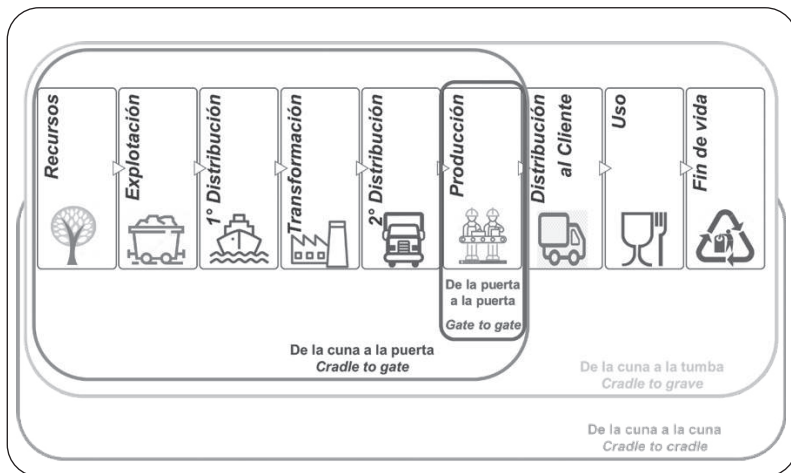 Recursos
Explotación
1° Distribución
Transformación
2° Distribución
Producción
Distribución
al Cliente
Uso
Fin de vida
De la puerta
a la puerta
Gate to gate
De la cuna a la puerta
Cradle to gate
De la cuna a la tumba
Cradle to grave
De la cuna a la cuna
Cradle to cradle